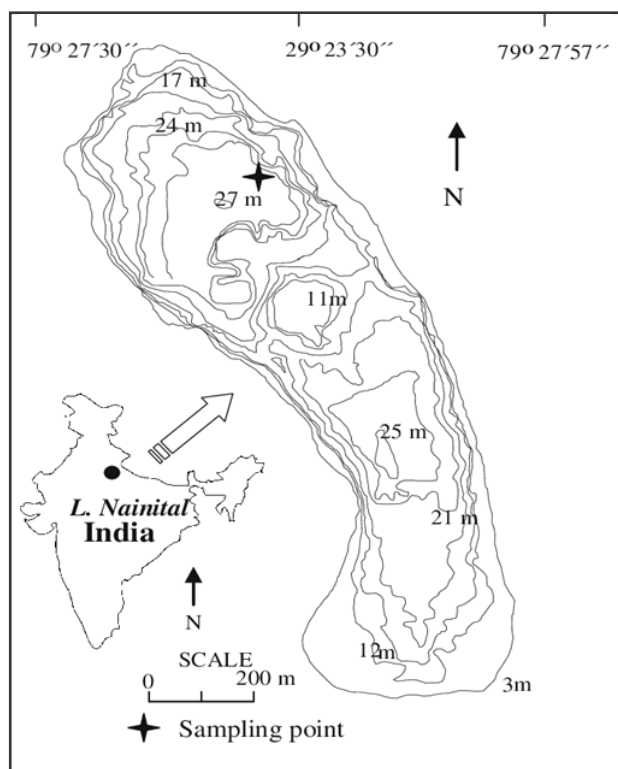 79o 27´30´´ 29o 23´30´´ 79o 27´57´´
17 m
24 m
27 m
N
11m
25 m
L. Nainital
India
21 m
N
12m
SCALE
0 200 m
3m
Sampling point